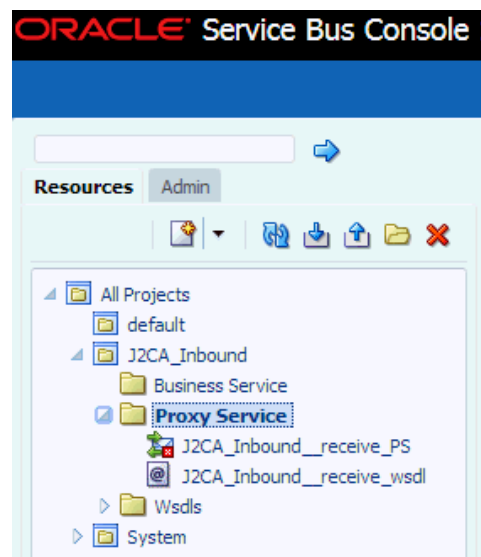 ORACLE Service Bus Console
Resources Admin
All Projects
default
J2CA_Inbound
Business Service
Proxy Service
J2CA_Inbound__receive_PS
J2CA_Inbound__receive_wsdl
Wsdls
System